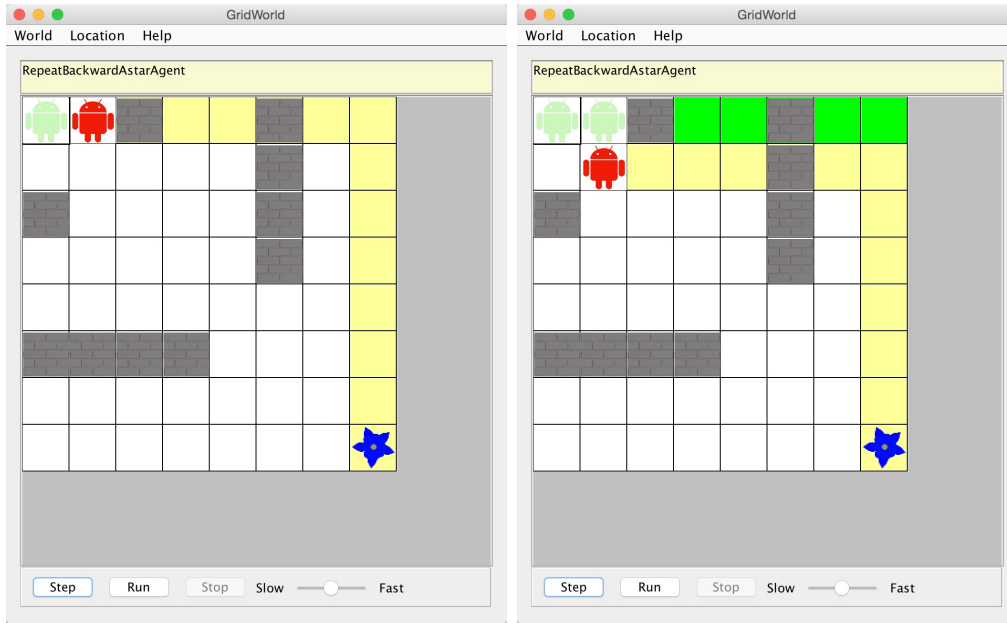 GridWorld
World Location Help
RepeatBackwardAstarAgent
Step Run Stop Slow Fast
GridWorld
World Location Help
RepeatBackwardAstarAgent
Step Run Stop Slow Fast